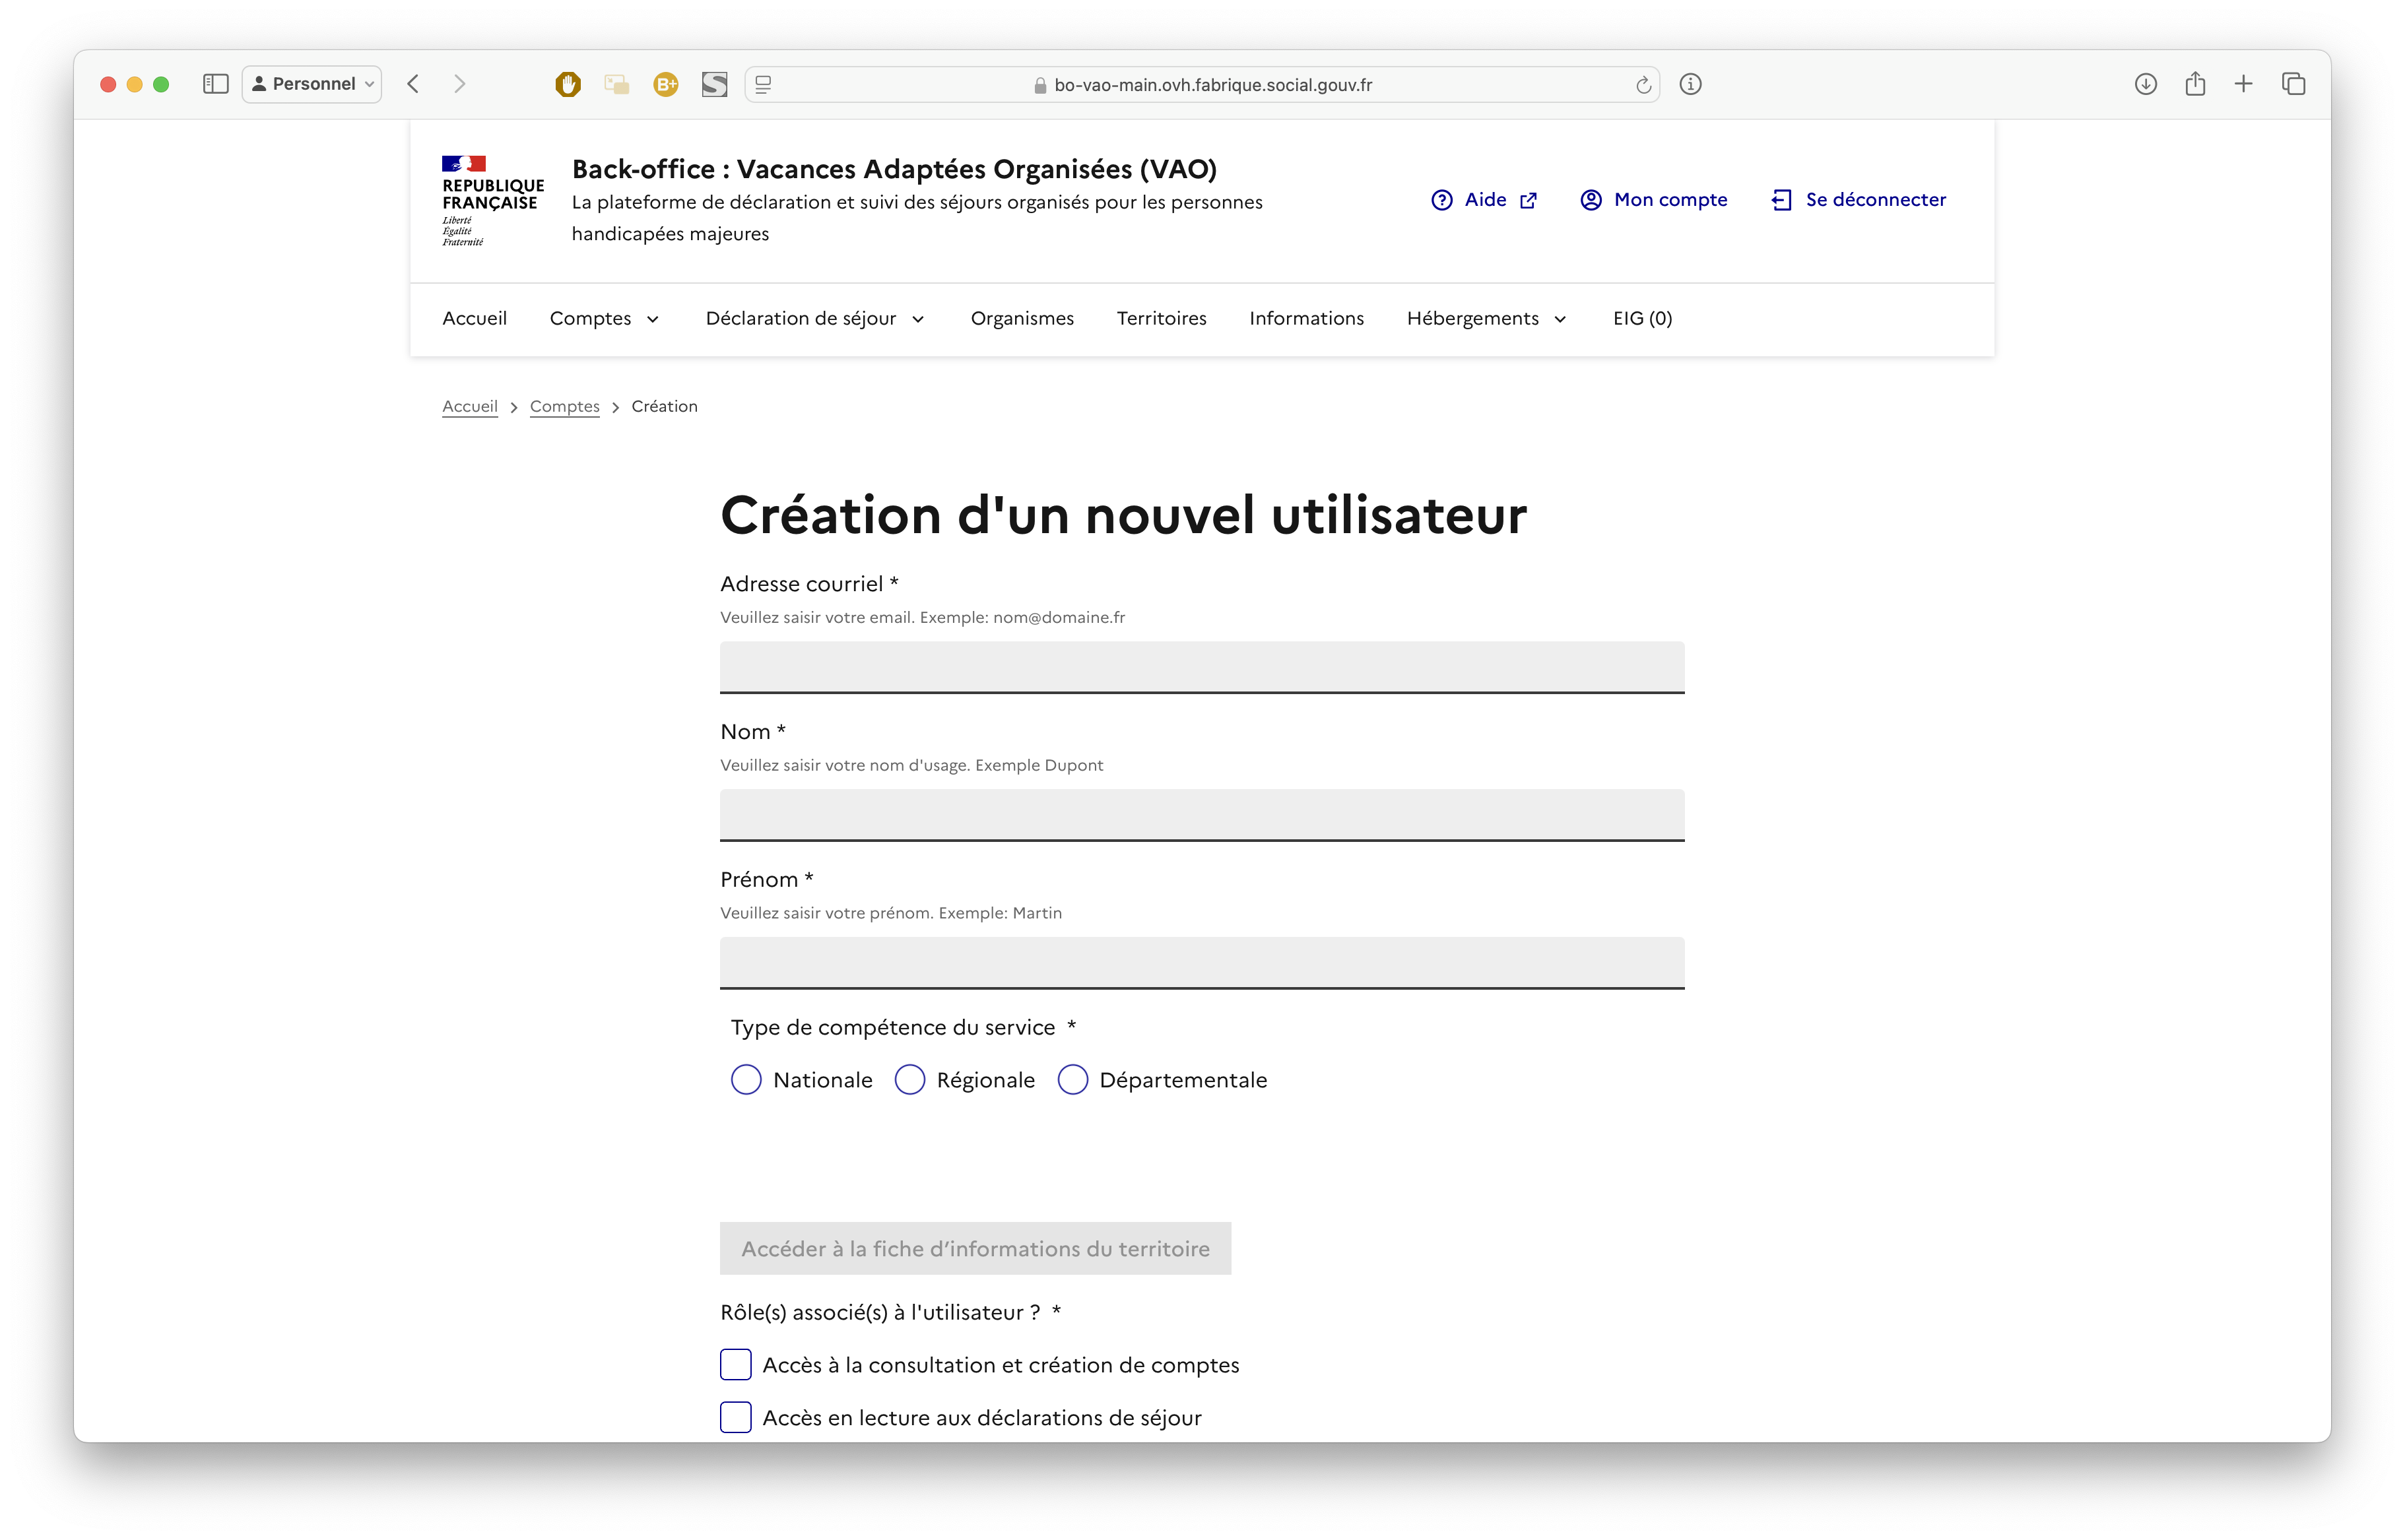 Personnel
B+
bo-vao-main.ovh.fabrique.social.gouv.fr
REPUBLIQUE
FRANÇAISE
Liberté
Égalité
Fraternité
Back-office : Vacances Adaptées Organisées (VAO)
La plateforme de déclaration et suivi des séjours organisés pour les personnes
handicapées majeures
Aide
Mon compte
Se déconnecter
Accueil
Comptes
Déclaration de séjour
Organismes
Territoires
Informations
Hébergements
EIG (0)
Accueil > Comptes > Création
Création d'un nouvel utilisateur
Adresse courriel *
Veuillez saisir votre email. Exemple: nom@domaine.fr
Nom *
Veuillez saisir votre nom d'usage. Exemple Dupont
Prénom *
Veuillez saisir votre prénom. Exemple: Martin
Type de compétence du service *
Nationale
Régionale
Départementale
Accéder à la fiche d’informations du territoire
Rôle(s) associé(s) à l'utilisateur ? *
Accès à la consultation et création de comptes
Accès en lecture aux déclarations de séjour